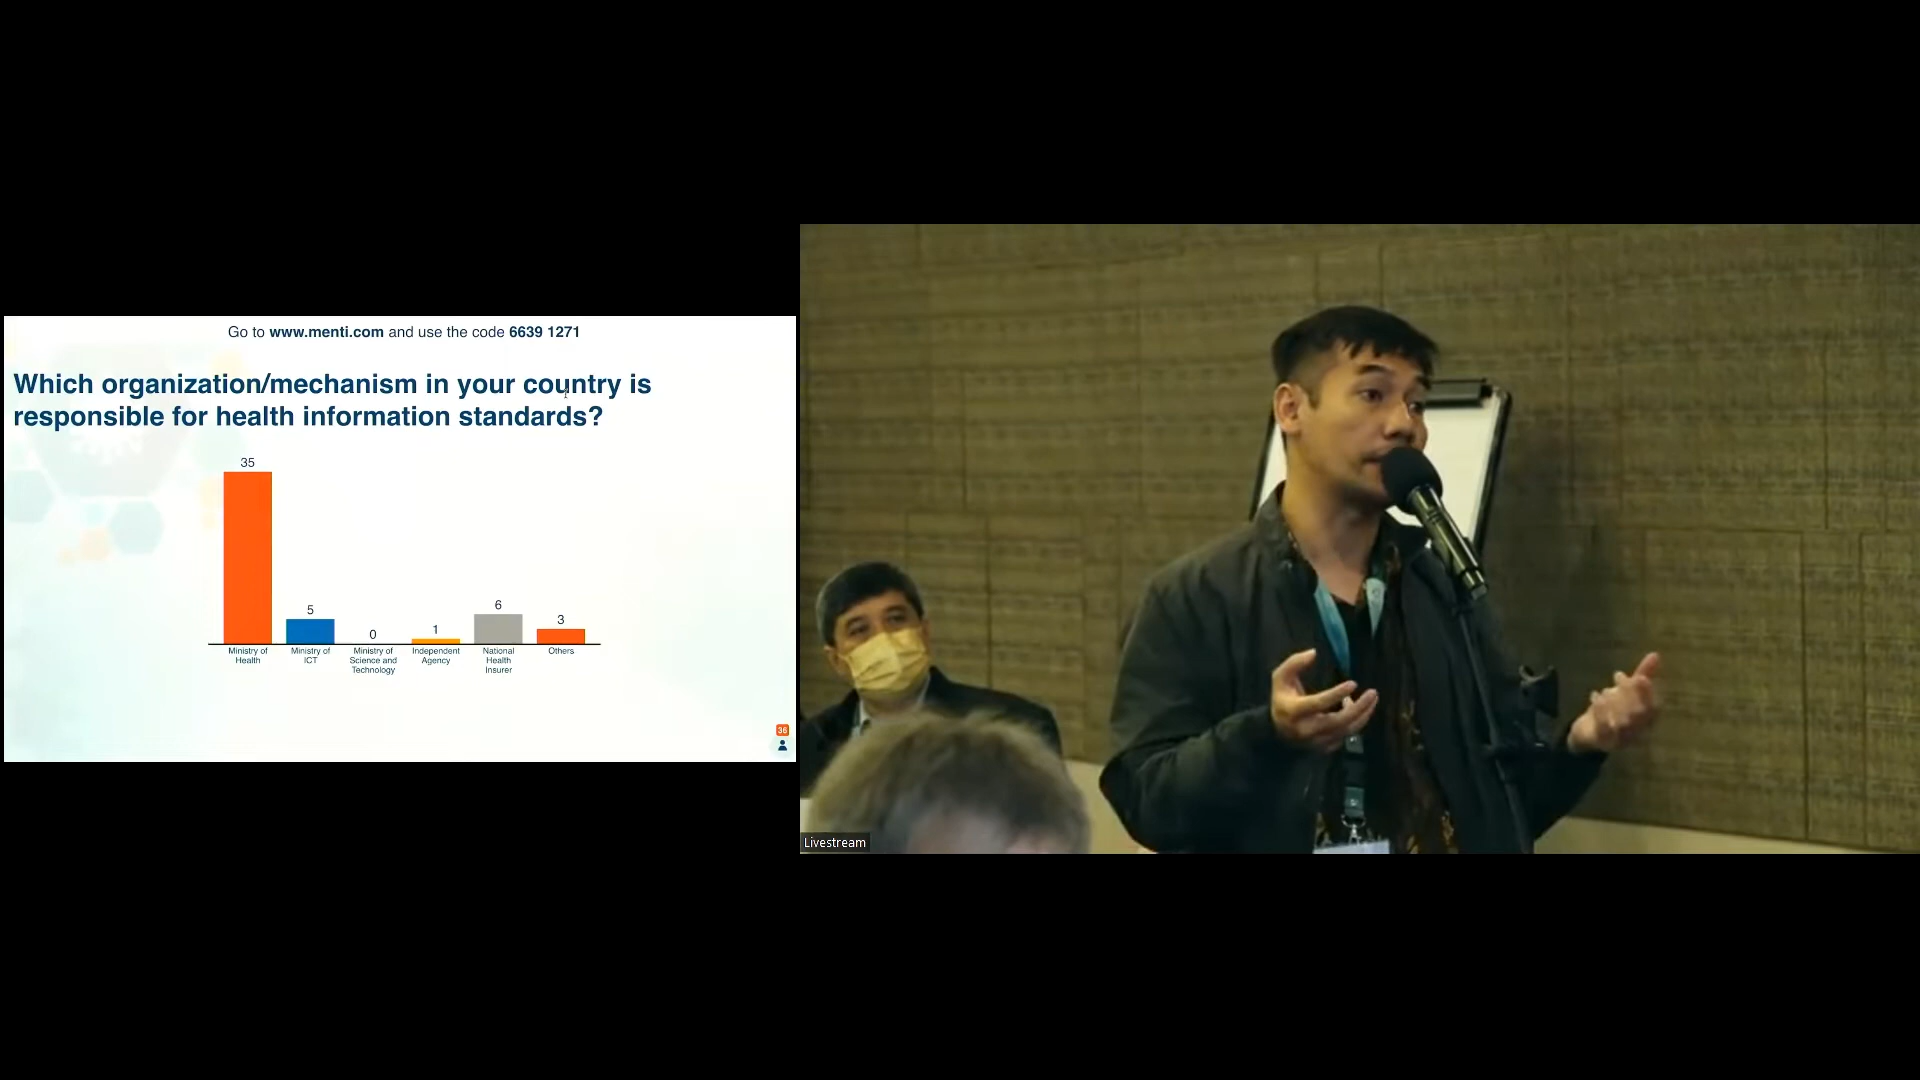 Go to www.menti.com and use the code 6639 1271
Which organization/mechanism in your country is
responsible for health information standards?
35
5
0
1
6
3
Ministry of
Health
Ministry of
ICT
Ministry of
Science and
Technology
Independent
Agency
National
Health
Insurer
Others
36
Livestream